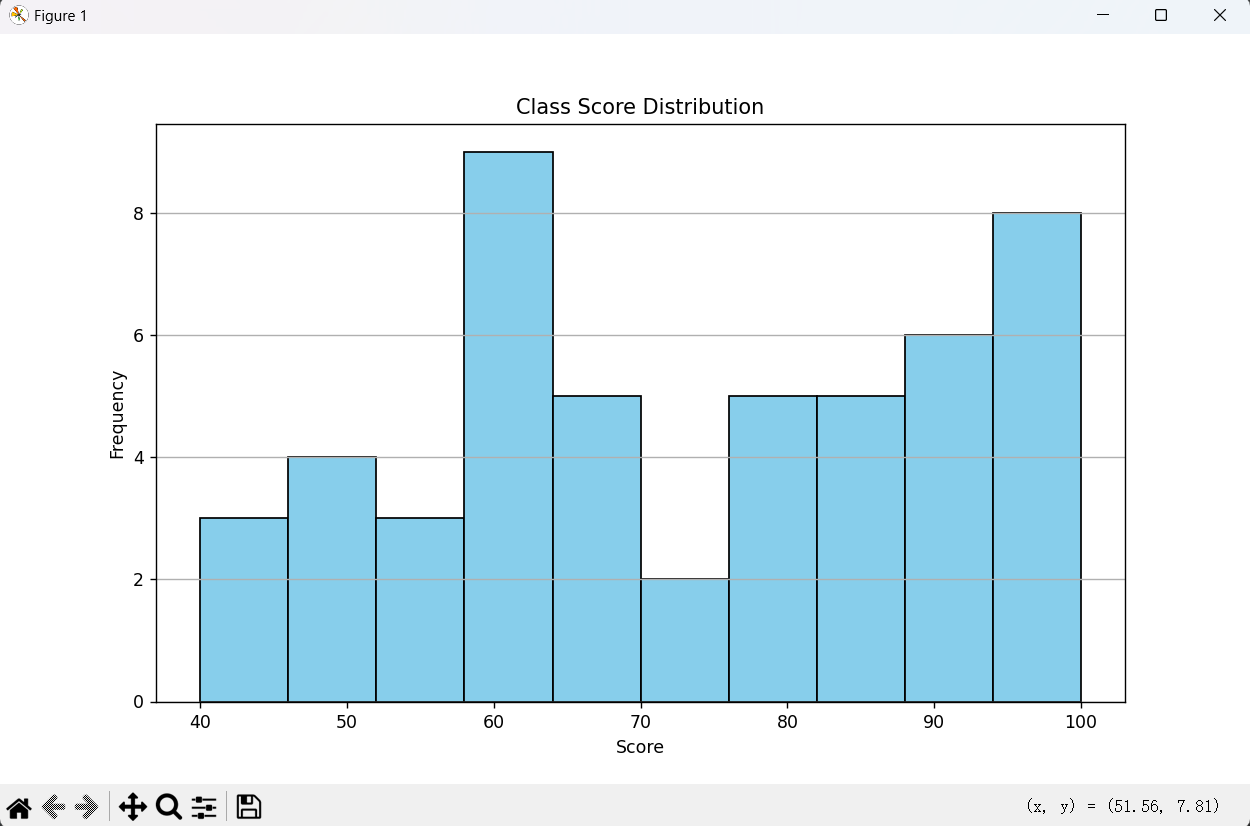 Figure 1
Class Score Distribution
8
6
4
2
0
Frequency
40 50 60 70 80 90 100
Score
(x, y) = (51.56, 7.81)